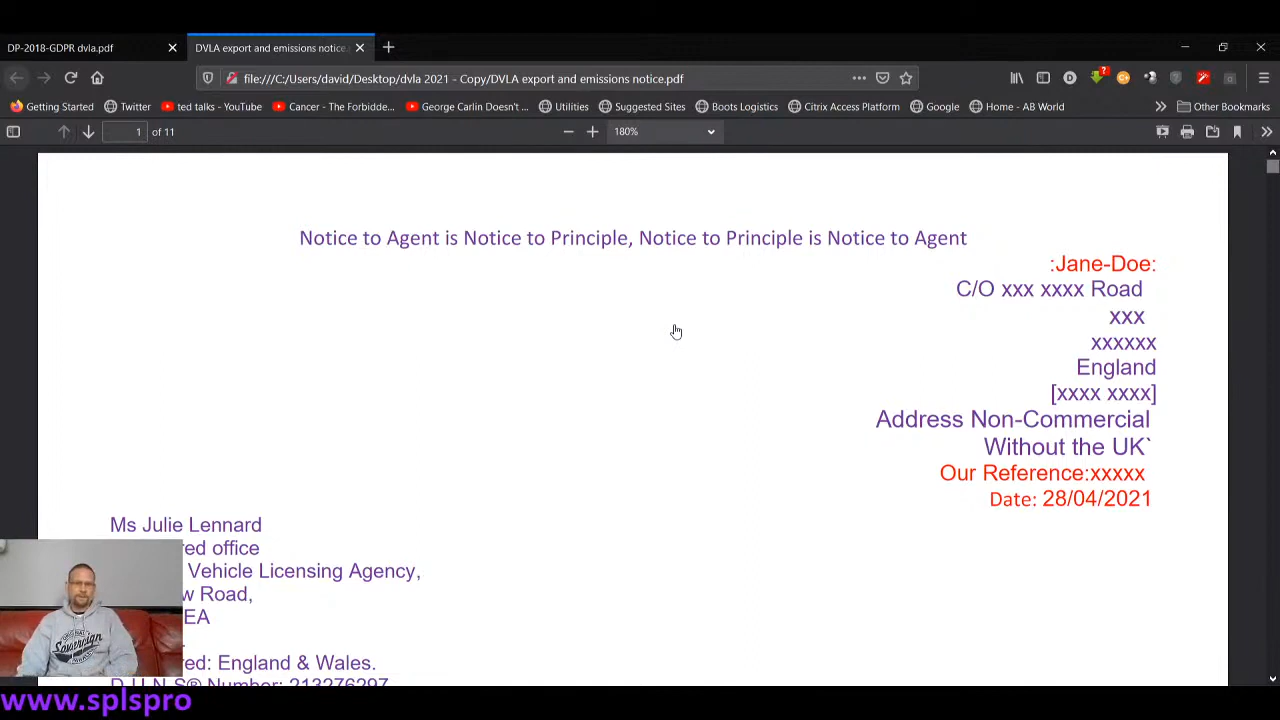 DP-2018-GDPR dvla.pdf
DVLA export and emissions notice.
file:///C:/Users/david/Desktop/dvla 2021 - Copy/DVLA export and emissions notice.pdf
Getting Started
Twitter
ted talks - YouTube
Cancer - The Forbidde...
George Carlin Doesn't...
Utilities
Suggested Sites
Boots Logistics
Citrix Access Platform
Google
Home - AB World
Other Bookmarks
1 of 11
180%
Notice to Agent is Notice to Principle, Notice to Principle is Notice to Agent
:Jane-Doe:
C/O xxx xxxx Road
xxx
xxxxxx
England
[xxxx xxxx]
Address Non-Commercial
Without the UK`
Our Reference:xxxxx
Date: 28/04/2021
Ms Julie Lennard
red office
Vehicle Licensing Agency,
w Road,
EA
red: England & Wales.
D.U.N.S® Number: 213276297
Sovereign
www.splspro